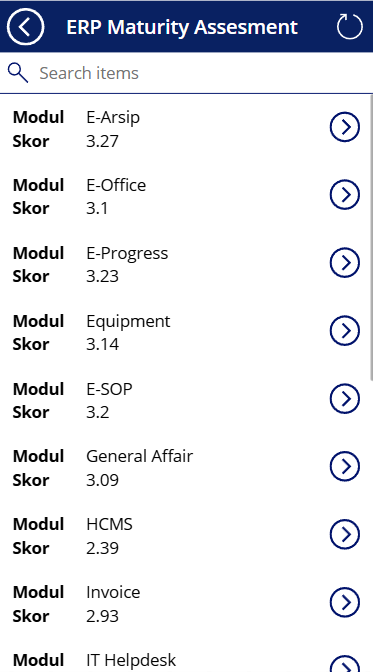 ERP Maturity Assesment
Search items
Modul E-Arsip
Skor 3.27
Modul E-Office
Skor 3.1
Modul E-Progress
Skor 3.23
Modul Equipment
Skor 3.14
Modul E-SOP
Skor 3.2
Modul General Affair
Skor 3.09
Modul HCMS
Skor 2.39
Modul Invoice
Skor 2.93
Modul IT Helpdesk